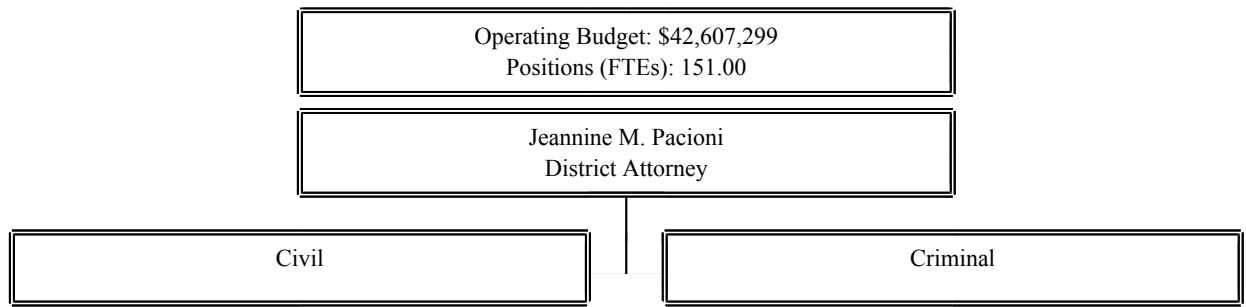 Operating Budget: $42,607,299
Positions (FTEs): 151.00
Jeannine M. Pacioni
District Attorney
Civil
Criminal